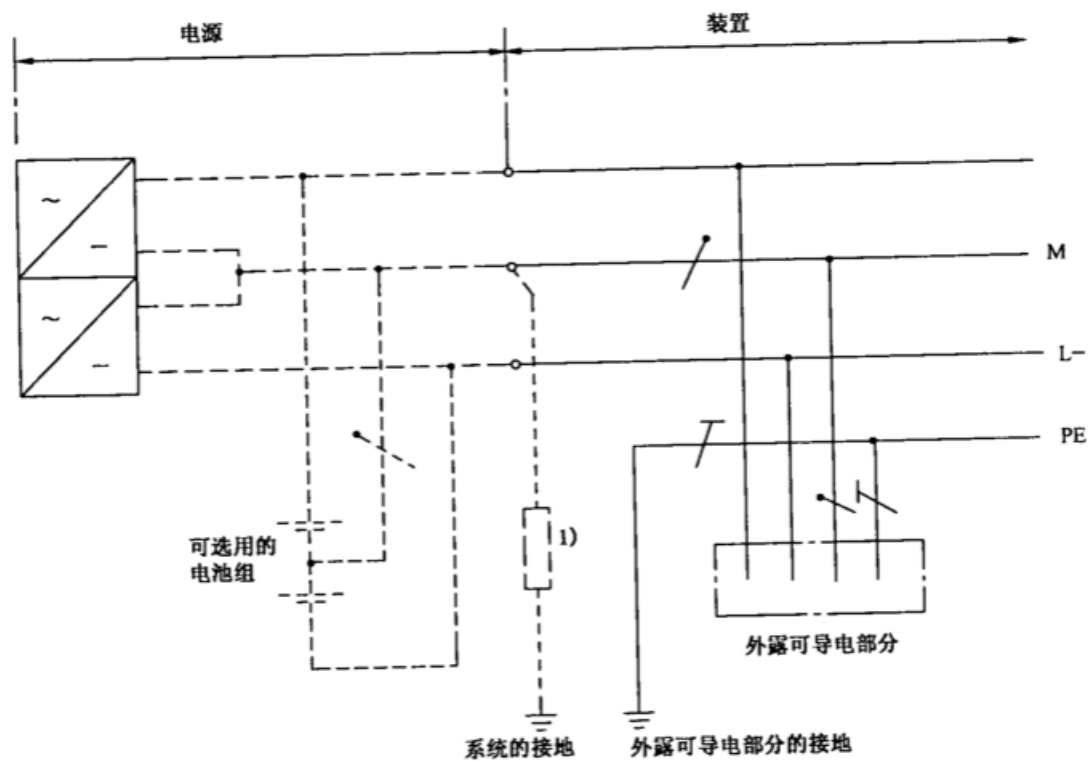 电源
装置
~
—
M
~
—
L—
PE
1)
可选用的
电池组
外露可导电部分
系统的接地
外露可导电部分的接地